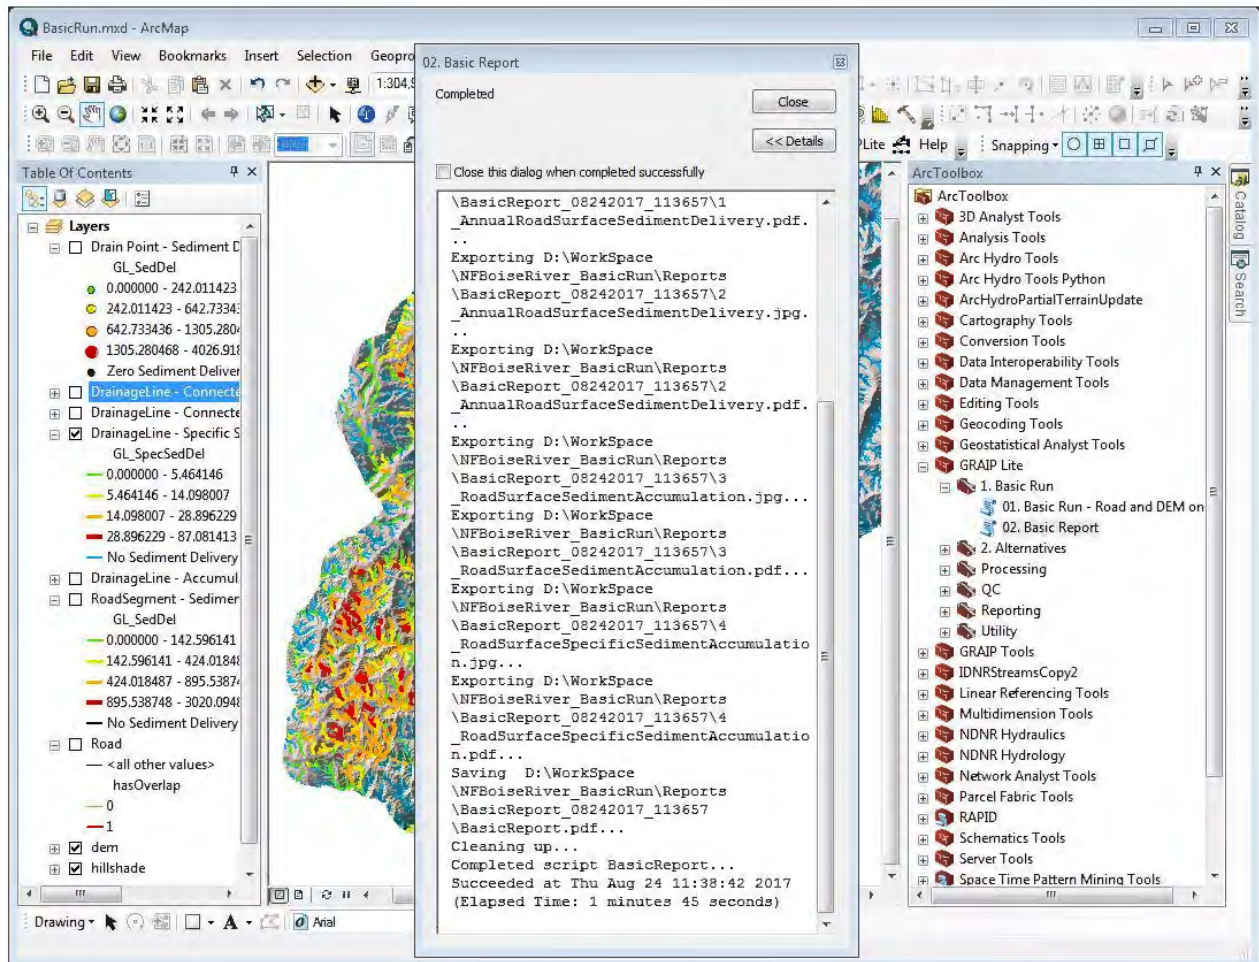 BasicRun.mxd - ArcMap
File Edit View Bookmarks Insert Selection Geopro
1:304,5
Lite Help Snapping
Table Of Contents
Layers
Drain Point - Sediment D
GL_SedDel
0.000000 - 242.011423
242.011423 - 642.7334
642.733436 - 1305.2804
1305.280468 - 4026.918
Zero Sediment Deliver
DrainageLine - Connecte
DrainageLine - Connecte
DrainageLine - Specific S
GL_SpecSedDel
0.000000 - 5.464146
5.464146 - 14.098007
14.098007 - 28.896229
28.896229 - 87.081413
No Sediment Delivery
DrainageLine - Accumul
RoadSegment - Sedimer
GL_SedDel
0.000000 - 142.596141
142.596141 - 424.01848
424.018487 - 895.5387
895.538748 - 3020.0948
No Sediment Delivery
Road
<all other values>
hasOverlap
0
1
dem
hillshade
Drawing A Arial
02. Basic Report
Completed
Close
<< Details
Close this dialog when completed successfully
\BasicReport_08242017_113657\1
_AnnualRoadSurfaceSedimentDelivery.pdf.
..
Exporting D:\WorkSpace
\NFBoiseRiver_BasicRun\Reports
\BasicReport_08242017_113657\2
_AnnualRoadSurfaceSedimentDelivery.jpg.
..
Exporting D:\WorkSpace
\NFBoiseRiver_BasicRun\Reports
\BasicReport_08242017_113657\2
_AnnualRoadSurfaceSedimentDelivery.pdf.
..
Exporting D:\WorkSpace
\NFBoiseRiver_BasicRun\Reports
\BasicReport_08242017_113657\3
_RoadSurfaceSedimentAccumulation.jpg...
Exporting D:\WorkSpace
\NFBoiseRiver_BasicRun\Reports
\BasicReport_08242017_113657\3
_RoadSurfaceSedimentAccumulation.pdf...
Exporting D:\WorkSpace
\NFBoiseRiver_BasicRun\Reports
\BasicReport_08242017_113657\4
_RoadSurfaceSpecificSedimentAccumulatio
n.jpg...
Exporting D:\WorkSpace
\NFBoiseRiver_BasicRun\Reports
\BasicReport_08242017_113657\4
_RoadSurfaceSpecificSedimentAccumulatio
n.pdf...
Saving D:\WorkSpace
\NFBoiseRiver_BasicRun\Reports
\BasicReport_08242017_113657
\BasicReport.pdf...
Cleaning up...
Completed script BasicReport...
Succeeded at Thu Aug 24 11:38:42 2017
(Elapsed Time: 1 minutes 45 seconds)
ArcToolbox
ArcToolbox
3D Analyst Tools
Analysis Tools
Arc Hydro Tools
Arc Hydro Tools Python
ArcHydroPartialTerrainUpdate
Cartography Tools
Conversion Tools
Data Interoperability Tools
Data Management Tools
Editing Tools
Geocoding Tools
Geostatistical Analyst Tools
GRAIP Lite
1. Basic Run
01. Basic Run - Road and DEM on
02. Basic Report
2. Alternatives
Processing
QC
Reporting
Utility
GRAIP Tools
IDNRStreamsCopy2
Linear Referencing Tools
Multidimension Tools
NDNR Hydraulics
NDNR Hydrology
Network Analyst Tools
Parcel Fabric Tools
RAPID
Schematics Tools
Server Tools
Space Time Pattern Mining Tools
Catalog
Search